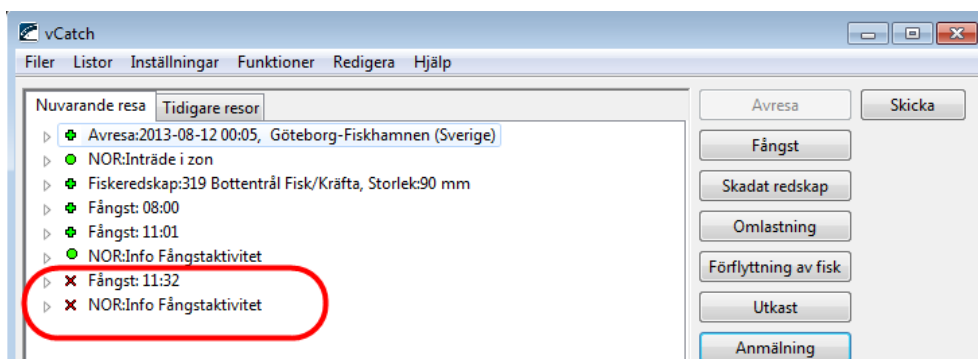 vCatch
Filer Listor Inställningar Funktioner Redigera Hjälp
Nuvarande resa Tidigare resor
Avresa:2013-08-12 00:05, Göteborg-Fiskhamnen (Sverige)
NOR:Inträde i zon
Fiskeredskap:319 Bottentrål Fisk/Kräfta, Storlek:90 mm
Fångst: 08:00
Fångst: 11:01
NOR:Info Fångstaktivitet
Fångst: 11:32
NOR:Info Fångstaktivitet
Avresa Skicka
Fångst
Skadat redskap
Omlastning
Förflyttning av fisk
Utkast
Anmälning